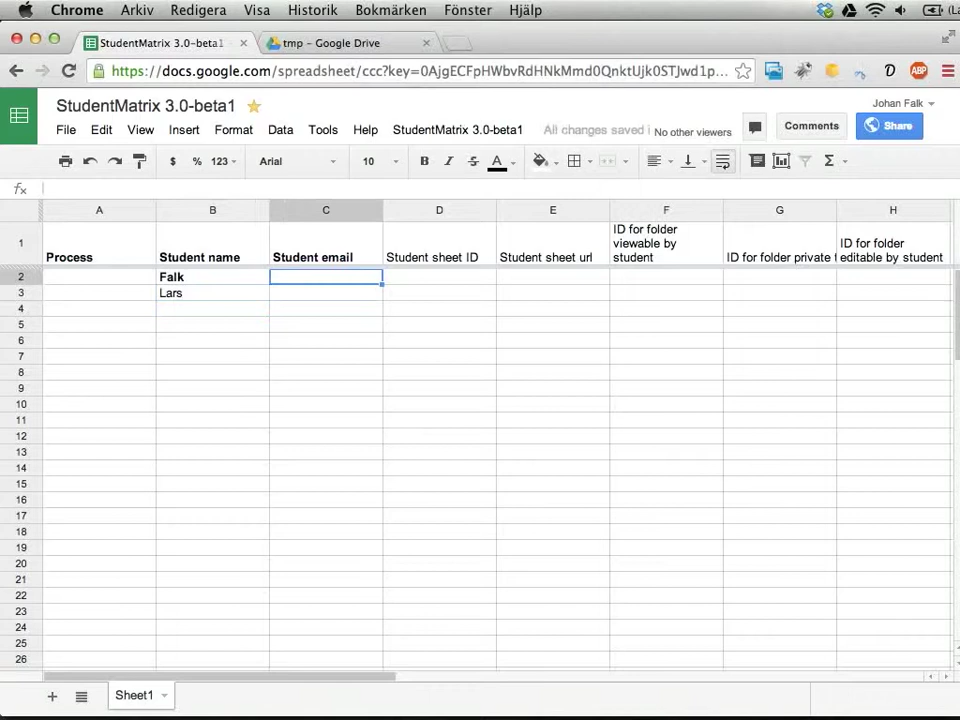 Chrome Arkiv Redigera Visa Historik Bokmärken Fönster Hjälp
StudentMatrix 3.0-beta1 tmp – Google Drive
https://docs.google.com/spreadsheet/ccc?key=0AjgECFpHWbvRdHNkMmd0QnktUjk0STJwd1p...
StudentMatrix 3.0-beta1
Johan Falk
File Edit View Insert Format Data Tools Help StudentMatrix 3.0-beta1 All changes saved i No other viewers Comments Share
$ % 123 Arial 10 B I S A Σ
fx
A B C D E F G H
1 Process Student name Student email Student sheet ID Student sheet url ID for folder viewable by student ID for folder private t ID for folder editable by student
2 Falk
3 Lars
4
5
6
7
8
9
10
11
12
13
14
15
16
17
18
19
20
21
22
23
24
25
26
Sheet1